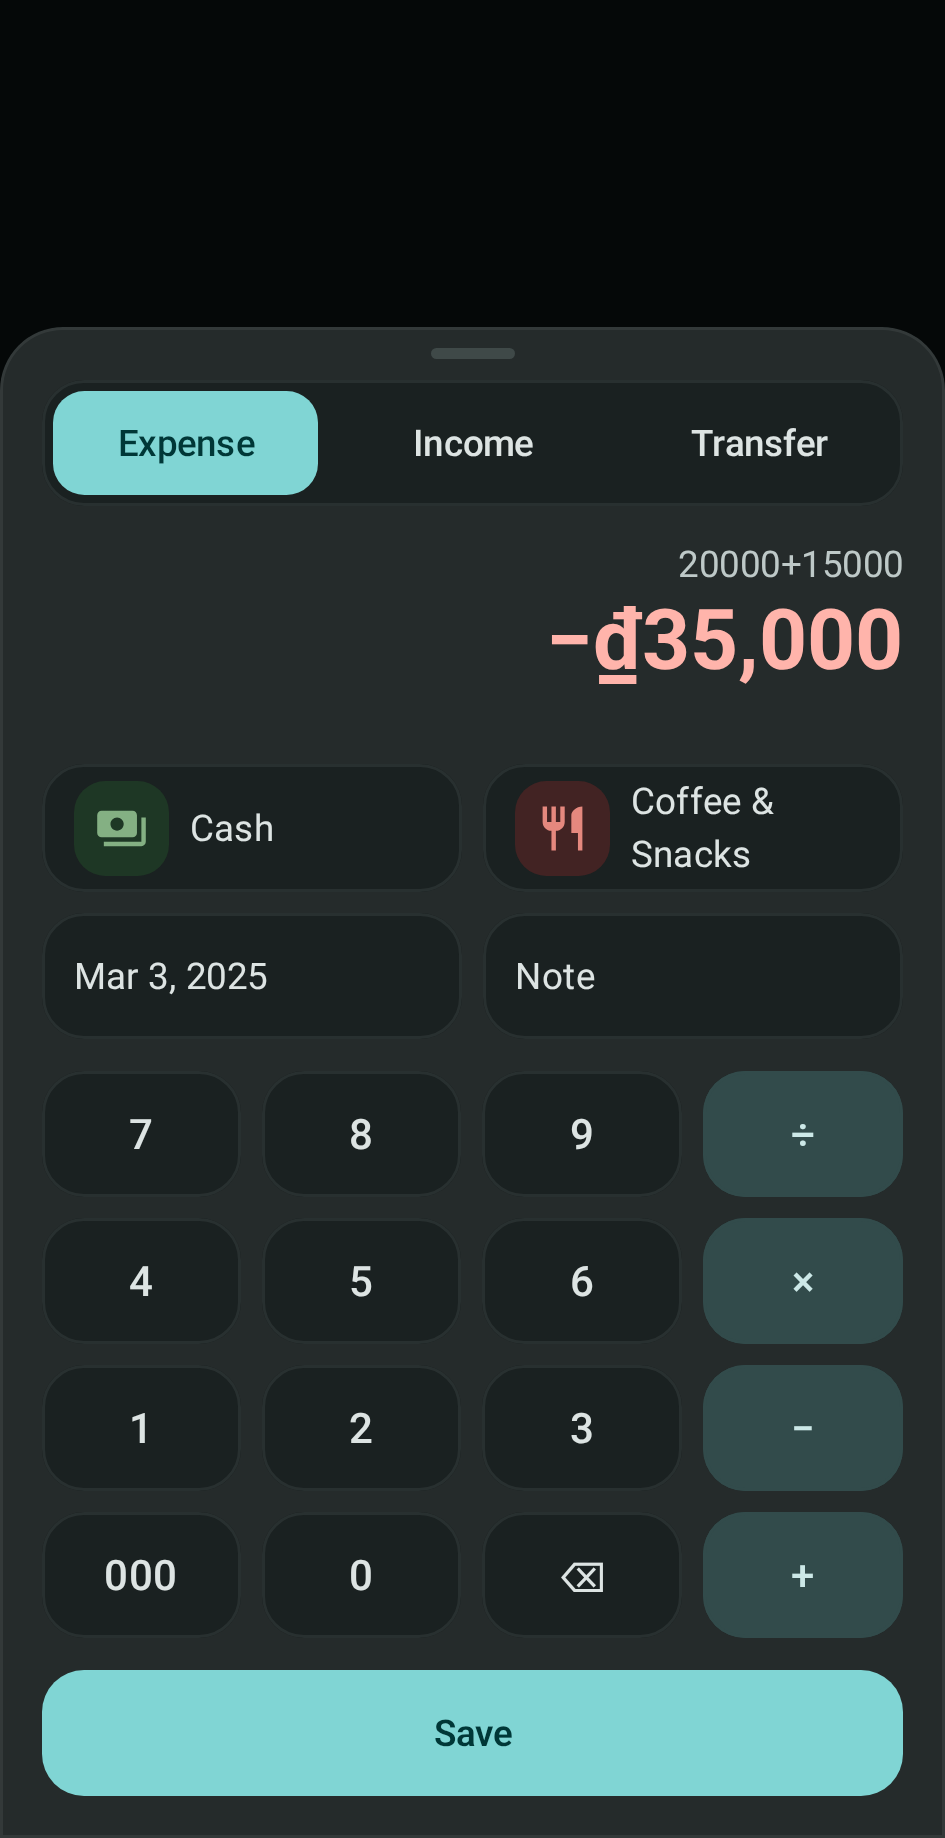 Expense Income Transfer
20000+15000
−₫35,000
Cash
Coffee &
Snacks
Mar 3, 2025
Note
7 8 9 ÷
4 5 6 ×
1 2 3 −
000 0 +
Save